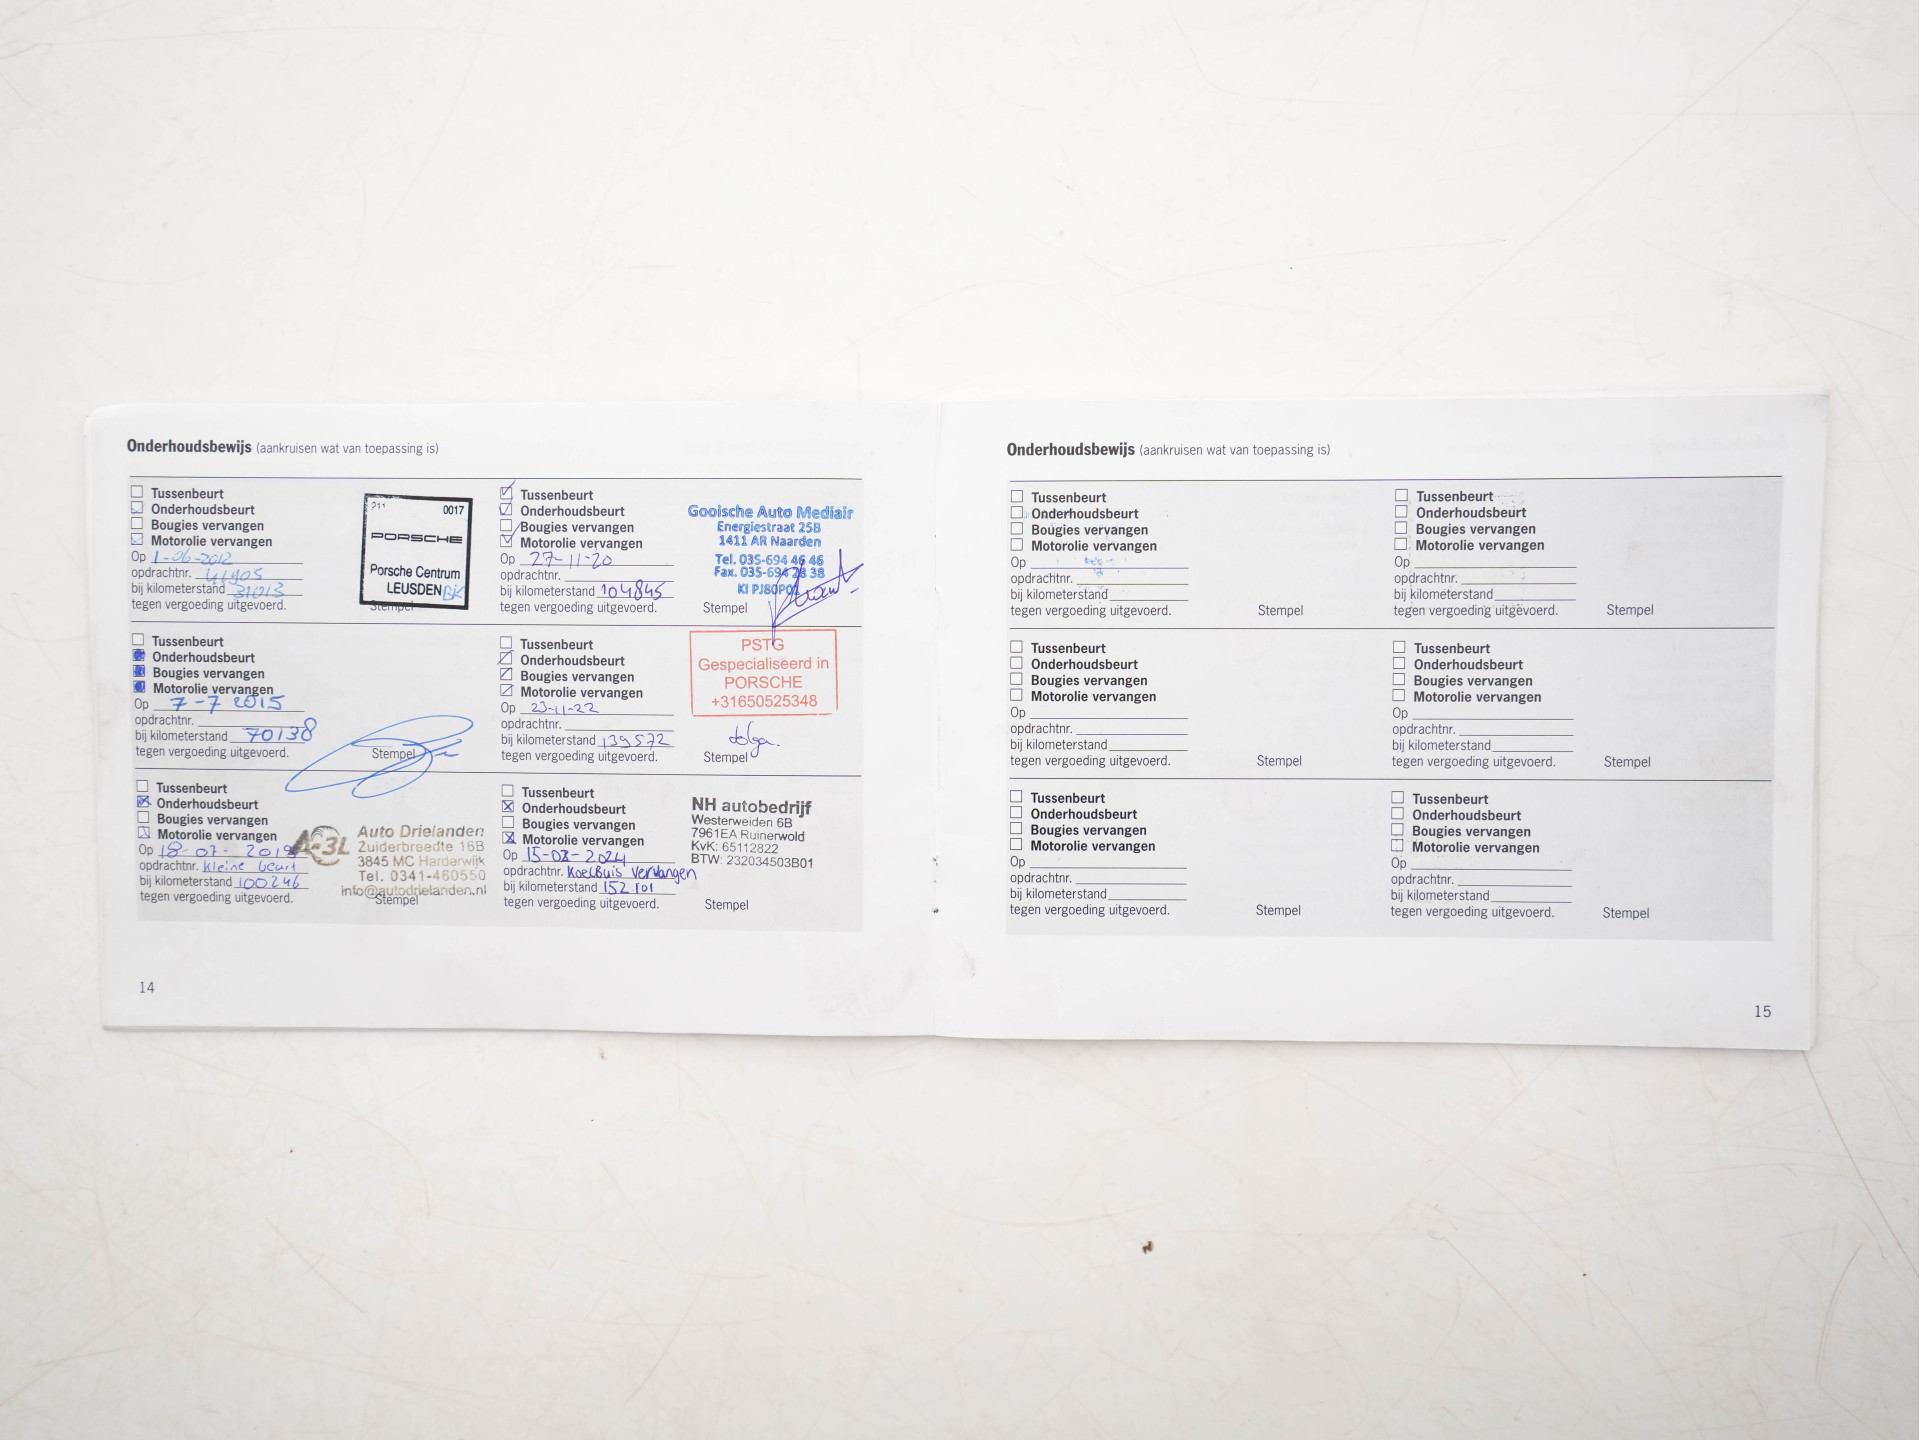 Onderhoudsbewijs (aankruisen wat van toepassing is)
Tussenbeurt
Onderhoudsbeurt
Bougies vervangen
Motorolie vervangen
Op 1-06-2012
opdrachtnr.
bij kilometerstand 31013
tegen vergoeding uitgevoerd.
211 0017
PORSCHE
Porsche Centrum
LEUSDEN
Stempel
Tussenbeurt
Onderhoudsbeurt
Bougies vervangen
Motorolie vervangen
Op 27-11-20
opdrachtnr.
bij kilometerstand 104845
tegen vergoeding uitgevoerd.
Gooische Auto Mediair
Energiestraat 25B
1411 AR Naarden
Tel. 035-694 46 46
Fax. 035-694 28 38
KI PJ80P01
Stempel
Tussenbeurt
Onderhoudsbeurt
Bougies vervangen
Motorolie vervangen
Op 7-7 2015
opdrachtnr.
bij kilometerstand 70138
tegen vergoeding uitgevoerd.
Stempel
Tussenbeurt
Onderhoudsbeurt
Bougies vervangen
Motorolie vervangen
Op 23-11-22
opdrachtnr.
bij kilometerstand 139572
tegen vergoeding uitgevoerd.
PSTG
Gespecialiseerd in
PORSCHE
+31650525348
Stempel
Tussenbeurt
Onderhoudsbeurt
Bougies vervangen
Motorolie vervangen
Op 18-07-2019
opdrachtnr. kleine beurt
bij kilometerstand 100246
tegen vergoeding uitgevoerd.
A-3L
Auto Drielanden
Zuiderbreedte 16B
3845 MC Harderwijk
Tel. 0341-460550
info@autodrielanden.nl
Stempel
Tussenbeurt
Onderhoudsbeurt
Bougies vervangen
Motorolie vervangen
Op 15-03-2024
opdrachtnr. Koelbuis vervangen
bij kilometerstand 152101
tegen vergoeding uitgevoerd.
NH autobedrijf
Westerweiden 6B
7961EA Ruinerwold
KvK: 65112822
BTW: 232034503B01
Stempel
14
Onderhoudsbewijs (aankruisen wat van toepassing is)
Tussenbeurt
Onderhoudsbeurt
Bougies vervangen
Motorolie vervangen
Op
opdrachtnr.
bij kilometerstand
tegen vergoeding uitgevoerd.
Stempel
Tussenbeurt
Onderhoudsbeurt
Bougies vervangen
Motorolie vervangen
Op
opdrachtnr.
bij kilometerstand
tegen vergoeding uitgevoerd.
Stempel
Tussenbeurt
Onderhoudsbeurt
Bougies vervangen
Motorolie vervangen
Op
opdrachtnr.
bij kilometerstand
tegen vergoeding uitgevoerd.
Stempel
Tussenbeurt
Onderhoudsbeurt
Bougies vervangen
Motorolie vervangen
Op
opdrachtnr.
bij kilometerstand
tegen vergoeding uitgevoerd.
Stempel
Tussenbeurt
Onderhoudsbeurt
Bougies vervangen
Motorolie vervangen
Op
opdrachtnr.
bij kilometerstand
tegen vergoeding uitgevoerd.
Stempel
Tussenbeurt
Onderhoudsbeurt
Bougies vervangen
Motorolie vervangen
Op
opdrachtnr.
bij kilometerstand
tegen vergoeding uitgevoerd.
Stempel
15